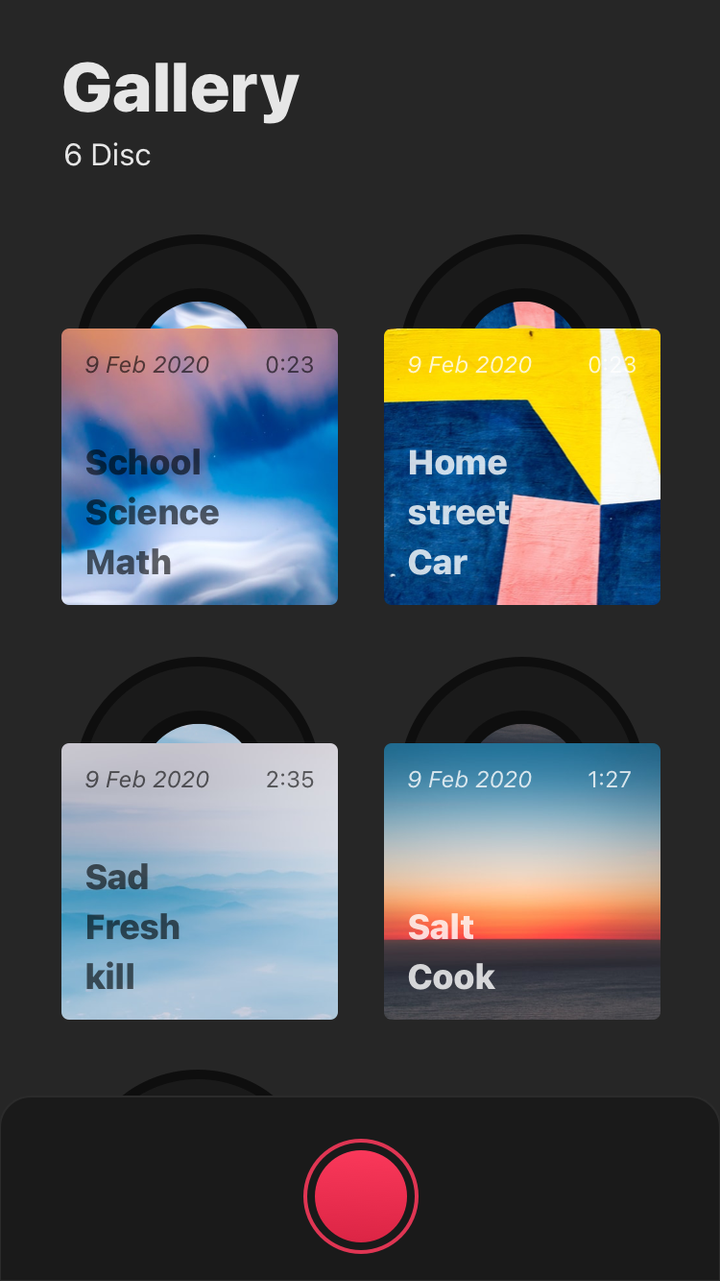 Gallery
6 Disc
9 Feb 2020 0:23
School
Science
Math
9 Feb 2020 0:23
Home
street
Car
9 Feb 2020 2:35
Sad
Fresh
kill
9 Feb 2020 1:27
Salt
Cook